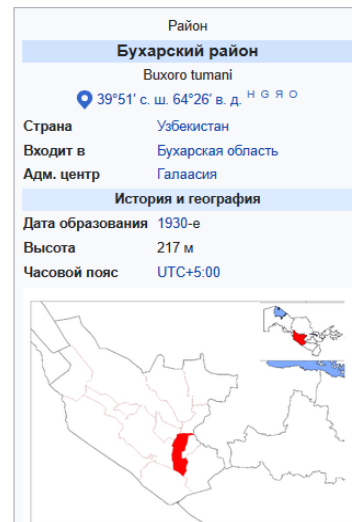 Район
Бухарский район
Buxoro tumani
39°51′ с. ш. 64°26′ в. д. H G Я O
Страна Узбекистан
Входит в Бухарская область
Адм. центр Галаасия
История и география
Дата образования 1930-е
Высота 217 м
Часовой пояс UTC+5:00